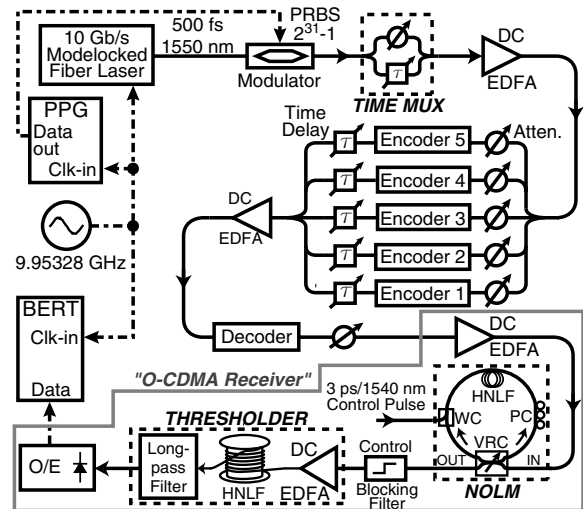 10 Gb/s
Modelocked
Fiber Laser
500 fs
1550 nm
PRBS
2³¹-1
Modulator
τ
TIME MUX
DC
EDFA
PPG
Data
out
Clk-in
9.95328 GHz
BERT
Clk-in
Data
Time
Delay
Atten.
τ Encoder 5
τ Encoder 4
τ Encoder 3
τ Encoder 2
τ Encoder 1
DC
EDFA
Decoder
DC
EDFA
"O-CDMA Receiver"
3 ps/1540 nm
Control Pulse
HNLF
WC
PC
VRC
OUT
IN
NOLM
Control
Blocking
Filter
THRESHOLDER
DC
EDFA
HNLF
Long-
pass
Filter
O/E